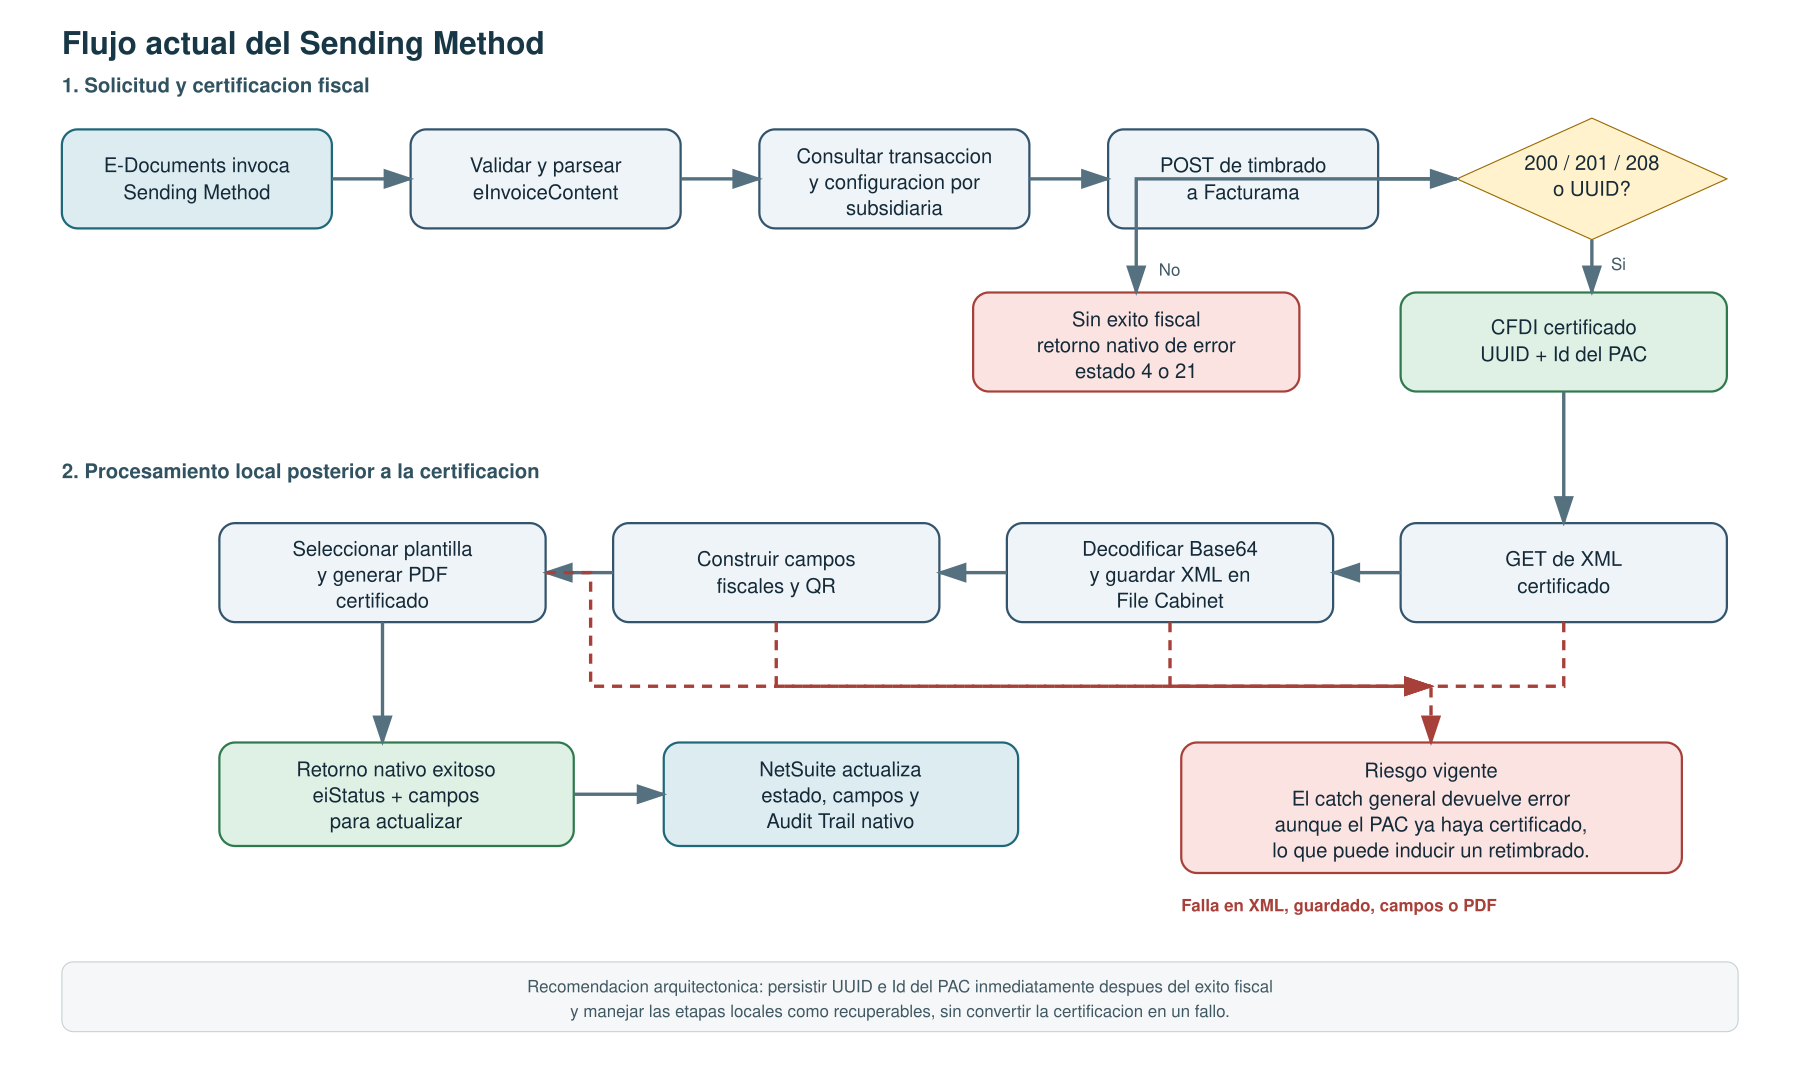 Flujo actual del Sending Method
1. Solicitud y certificacion fiscal
E-Documents invoca
Sending Method
Validar y parsear
eInvoiceContent
Consultar transaccion
y configuracion por
subsidiaria
POST de timbrado
a Facturama
200 / 201 / 208
o UUID?
No
Si
Sin exito fiscal
retorno nativo de error
estado 4 o 21
CFDI certificado
UUID + Id del PAC
2. Procesamiento local posterior a la certificacion
Seleccionar plantilla
y generar PDF
certificado
Construir campos
fiscales y QR
Decodificar Base64
y guardar XML en
File Cabinet
GET de XML
certificado
Retorno nativo exitoso
eiStatus + campos
para actualizar
NetSuite actualiza
estado, campos y
Audit Trail nativo
Riesgo vigente
El catch general devuelve error
aunque el PAC ya haya certificado,
lo que puede inducir un retimbrado.
Falla en XML, guardado, campos o PDF
Recomendacion arquitectonica: persistir UUID e Id del PAC inmediatamente despues del exito fiscal
y manejar las etapas locales como recuperables, sin convertir la certificacion en un fallo.